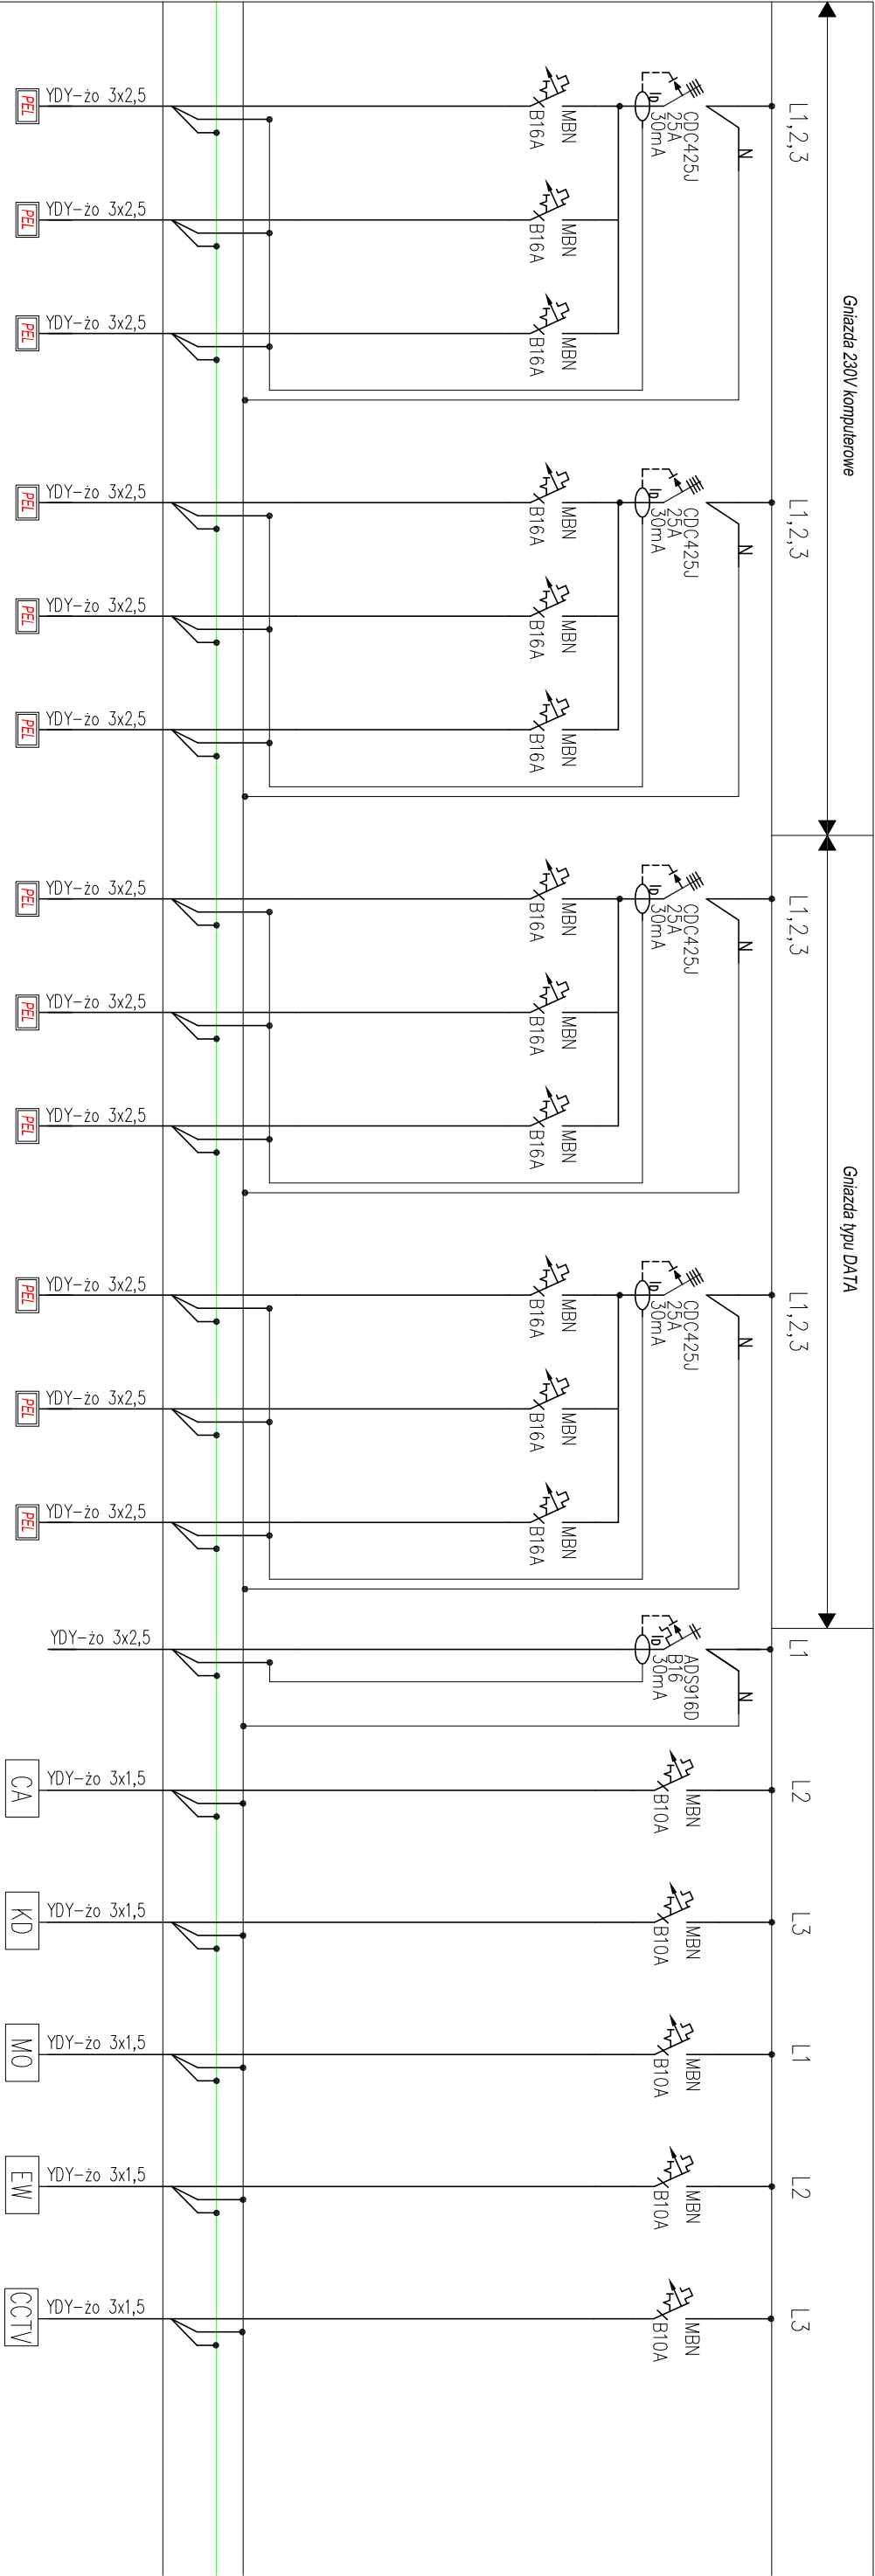 Gniazda 230V komputerowe
Gniazda typu DATA
L1,2,3
L1,2,3
L1,2,3
L1,2,3
L1
L2
L3
L1
L2
L3
N
CDC425J
25A
30mA
ID
N
CDC425J
25A
30mA
ID
N
CDC425J
25A
30mA
ID
N
CDC425J
25A
30mA
ID
N
ADS916D
B16
30mA
ID
MBN
B10A
MBN
B10A
MBN
B10A
MBN
B10A
MBN
B10A
MBN
B16A
MBN
B16A
MBN
B16A
MBN
B16A
MBN
B16A
MBN
B16A
MBN
B16A
MBN
B16A
MBN
B16A
MBN
B16A
MBN
B16A
MBN
B16A
YDY-żo 3x2,5
YDY-żo 3x2,5
YDY-żo 3x2,5
YDY-żo 3x2,5
YDY-żo 3x2,5
YDY-żo 3x2,5
YDY-żo 3x2,5
YDY-żo 3x2,5
YDY-żo 3x2,5
YDY-żo 3x2,5
YDY-żo 3x2,5
YDY-żo 3x2,5
YDY-żo 3x2,5
YDY-żo 3x1,5
YDY-żo 3x1,5
YDY-żo 3x1,5
YDY-żo 3x1,5
YDY-żo 3x1,5
PEL
PEL
PEL
PEL
PEL
PEL
PEL
PEL
PEL
PEL
PEL
PEL
CA
KD
MO
EW
CCTV